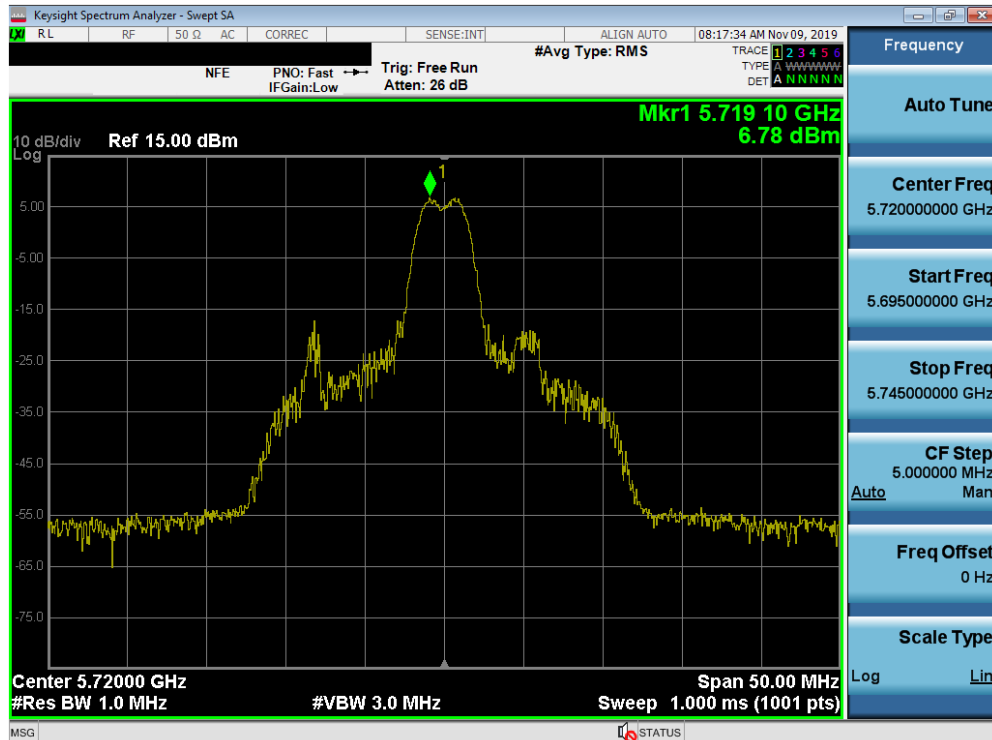 Keysight Spectrum Analyzer - Swept SA
LXI RL RF 50 Ω AC CORREC SENSE:INT ALIGN AUTO 08:17:34 AM Nov 09, 2019
#Avg Type: RMS
TRACE 1 2 3 4 5 6
TYPE A W W W W W
DET A N N N N N
NFE PNO: Fast Trig: Free Run
IFGain:Low Atten: 26 dB
Mkr1 5.719 10 GHz
6.78 dBm
10 dB/div Ref 15.00 dBm
Log
1
5.00
-5.00
-15.0
-25.0
-35.0
-45.0
-55.0
-65.0
-75.0
Center 5.72000 GHz Span 50.00 MHz
#Res BW 1.0 MHz #VBW 3.0 MHz Sweep 1.000 ms (1001 pts)
MSG STATUS
Frequency
Auto Tune
Center Freq
5.720000000 GHz
Start Freq
5.695000000 GHz
Stop Freq
5.745000000 GHz
CF Step
5.000000 MHz
Auto Man
Freq Offset
0 Hz
Scale Type
Log Lin